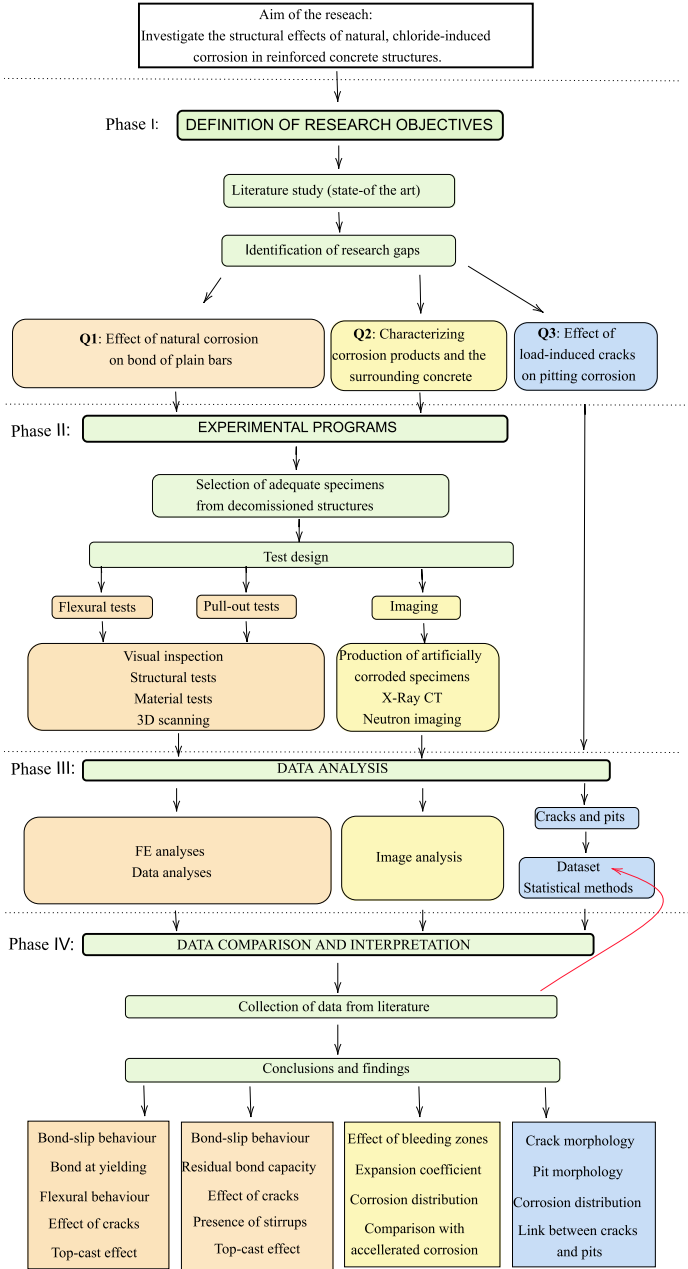 Aim of the reseach:
Investigate the structural effects of natural, chloride-induced
corrosion in reinforced concrete structures.
Phase I:
DEFINITION OF RESEARCH OBJECTIVES
Literature study (state-of the art)
Identification of research gaps
Q1: Effect of natural corrosion
on bond of plain bars
Q2: Characterizing
corrosion products and the
surrounding concrete
Q3: Effect of
load-induced cracks
on pitting corrosion
Phase II:
EXPERIMENTAL PROGRAMS
Selection of adequate specimens
from decomissioned structures
Test design
Flexural tests
Pull-out tests
Imaging
Visual inspection
Structural tests
Material tests
3D scanning
Production of artificially
corroded specimens
X-Ray CT
Neutron imaging
Phase III:
DATA ANALYSIS
FE analyses
Data analyses
Image analysis
Cracks and pits
Dataset
Statistical methods
Phase IV:
DATA COMPARISON AND INTERPRETATION
Collection of data from literature
Conclusions and findings
Bond-slip behaviour
Bond at yielding
Flexural behaviour
Effect of cracks
Top-cast effect
Bond-slip behaviour
Residual bond capacity
Effect of cracks
Presence of stirrups
Top-cast effect
Effect of bleeding zones
Expansion coefficient
Corrosion distribution
Comparison with
accellerated corrosion
Crack morphology
Pit morphology
Corrosion distribution
Link between cracks
and pits